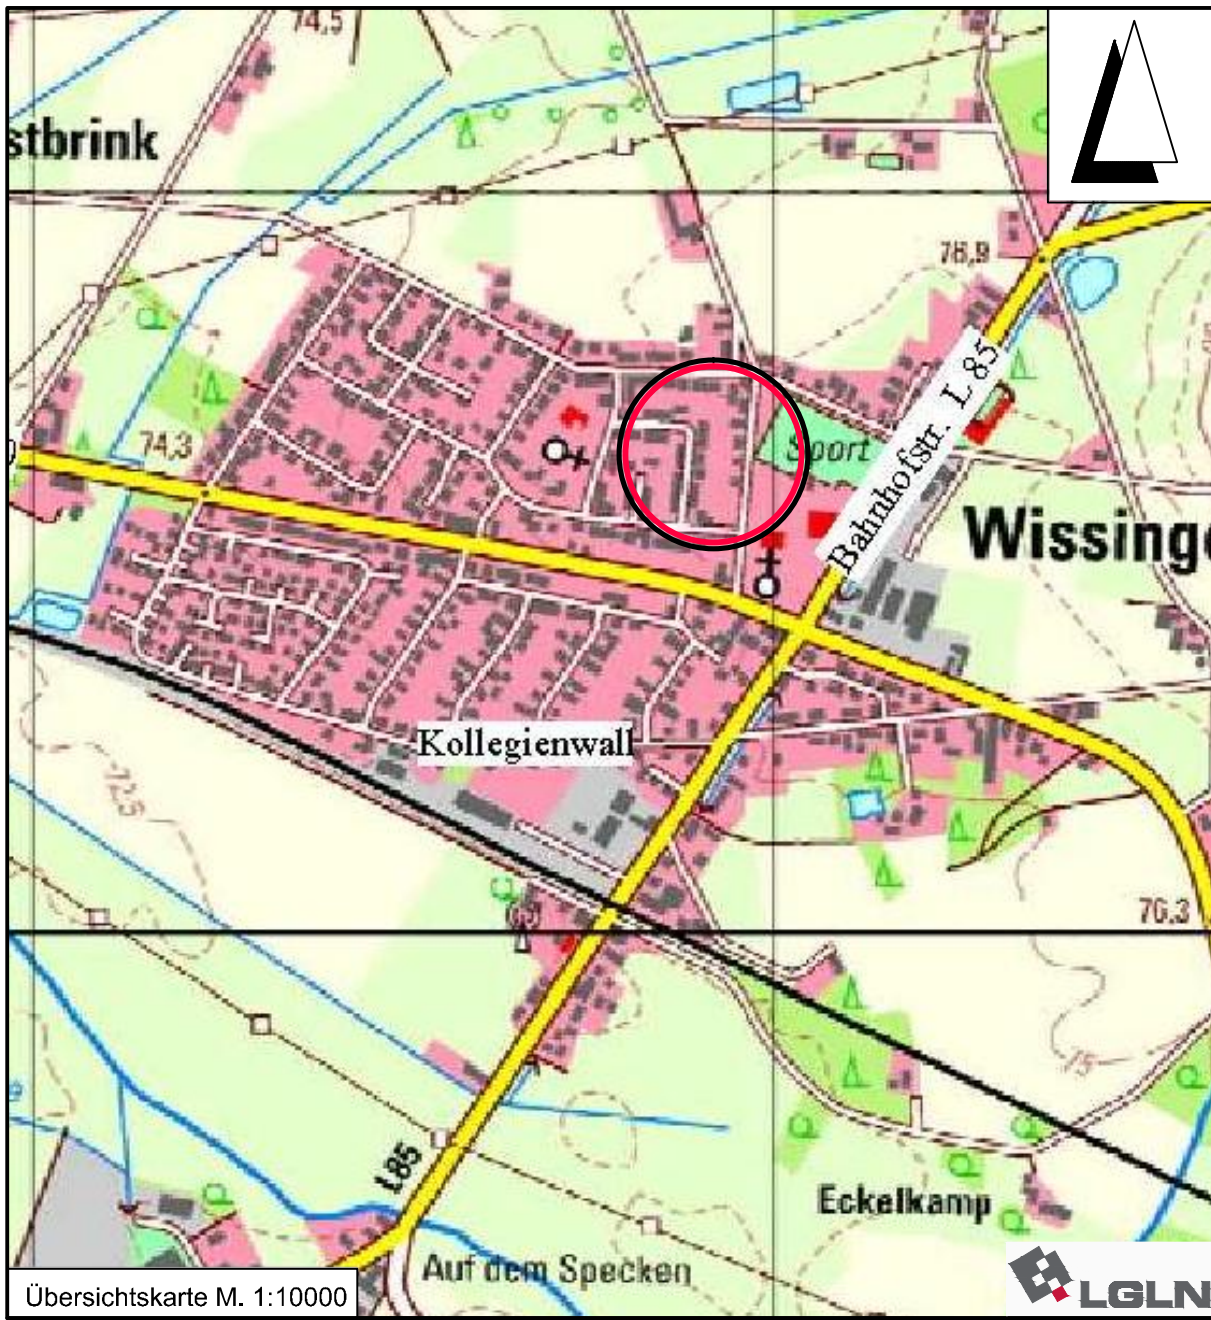 74,5
stbrink
76,9
74,3
Sport
Bahnhofstr. L 85
Wissinge
Kollegienwall
72,5
76.3
75
L85
Eckelkamp
Auf dem Specken
Übersichtskarte M. 1:10000
LGLN